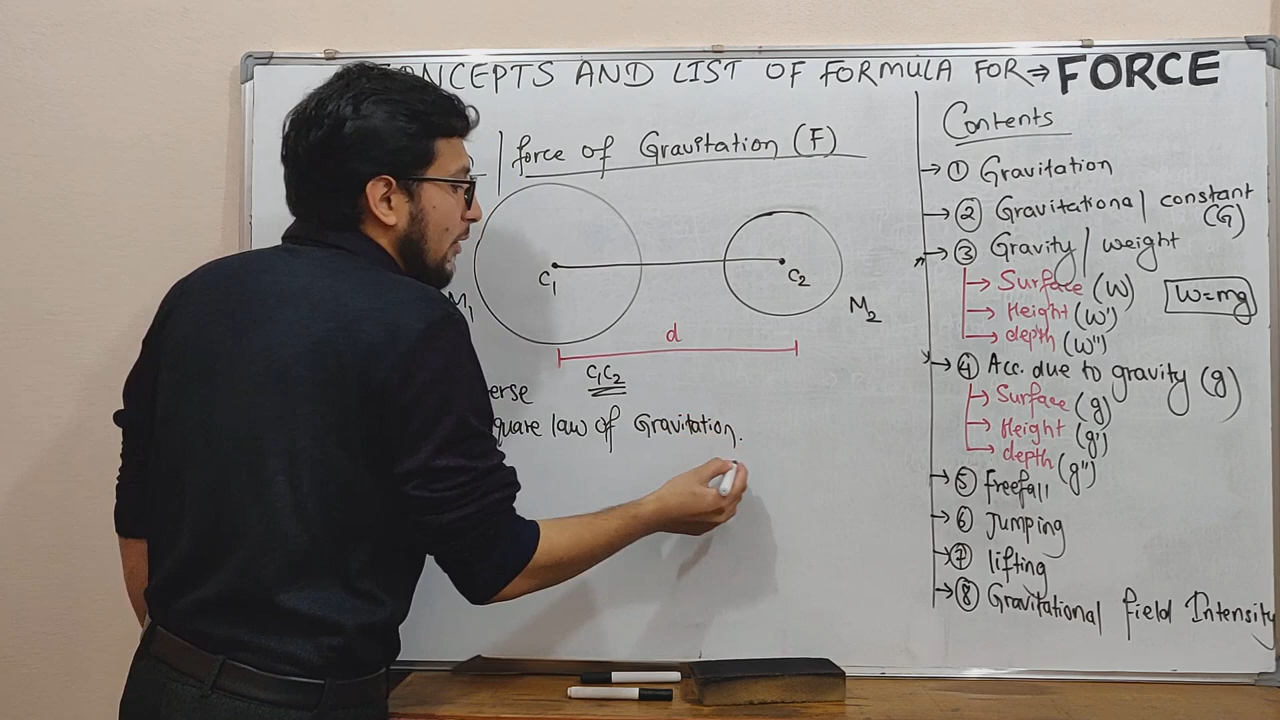 CONCEPTS AND LIST OF FORMULA FOR ⇒ FORCE
force of Gravitation (F)
C1
C2
M1
M2
d
C1C2
erse
quare law of Gravitation.
Contents
→ ① Gravitation
→ ② Gravitational constant
(G)
→ ③ Gravity / weight
→ Surface (W)
→ Height (W')
→ depth (W")
W=mg
→ ④ Acc. due to gravity (g)
→ Surface (g)
→ Height (g')
→ depth (g")
→ ⑤ freefall
→ ⑥ Jumping
→ ⑦ lifting
→ ⑧ Gravitational field Intensity